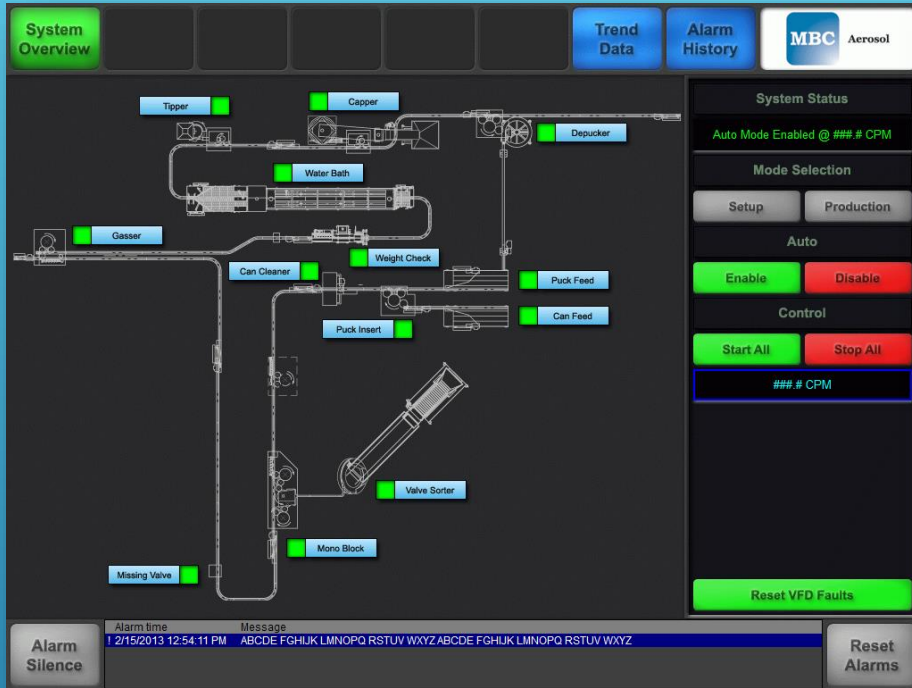 System
Overview
Trend
Data
Alarm
History
MBC Aerosol
Tipper
Capper
Depucker
Water Bath
Gasser
Weight Check
Can Cleaner
Puck Feed
Can Feed
Puck Insert
Valve Sorter
Mono Block
Missing Valve
System Status
Auto Mode Enabled @ ###.# CPM
Mode Selection
Setup Production
Auto
Enable Disable
Control
Start All Stop All
###.# CPM
Reset VFD Faults
Alarm
Silence
Alarm time Message
! 2/15/2013 12:54:11 PM ABCDE FGHIJK LMNOPQ RSTUV WXYZ ABCDE FGHIJK LMNOPQ RSTUV WXYZ
Reset
Alarms